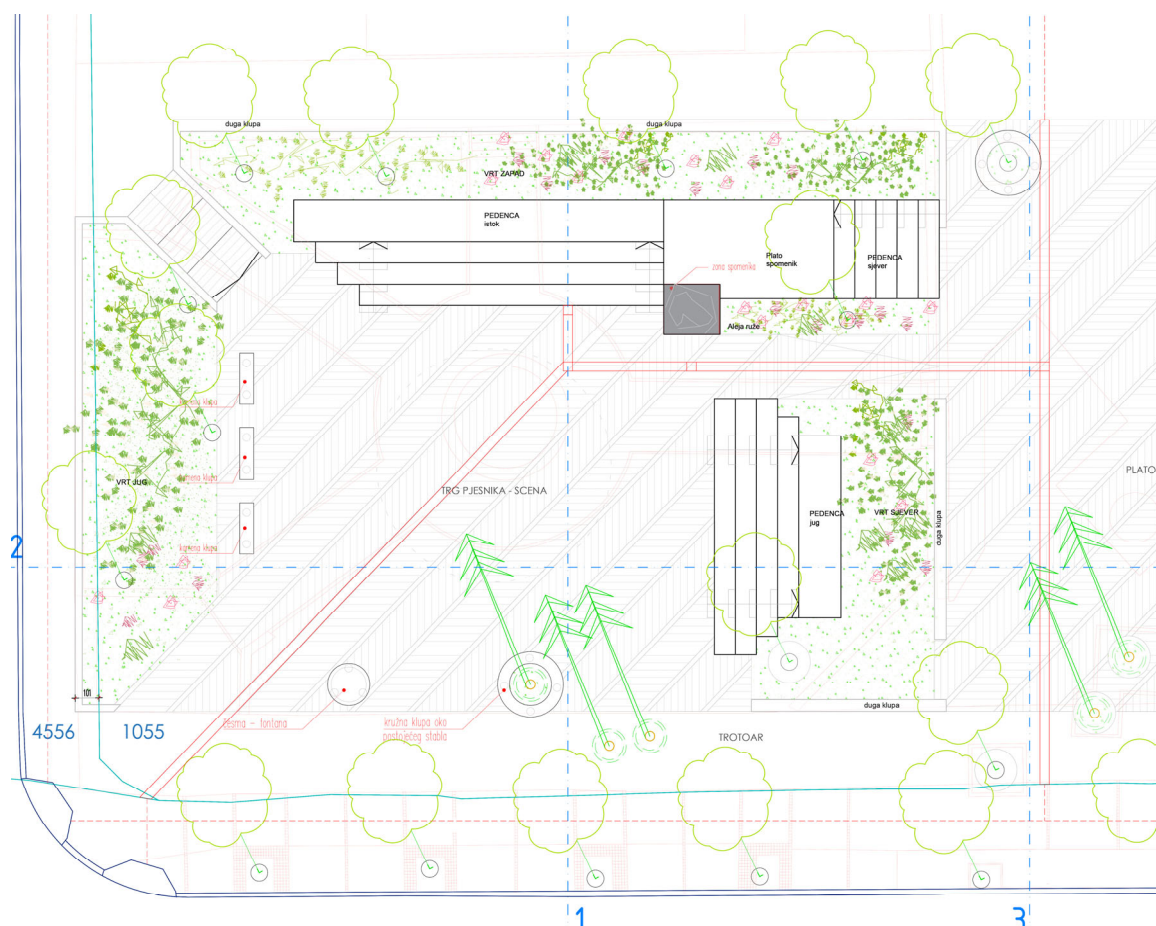 duga klupa
duga klupa
VRT ZAPAD
PEDENCA
istok
Plato
spomenik
PEDENCA
sjever
zona spomenika
Aleja ruže
kamena klupa
kamena klupa
kamena klupa
VRT JUG
TRG PJESNIKA - SCENA
PLATO
PEDENCA
jug
VRT SJEVER
duga klupa
2
101
4556
1055
česma - fontana
kružna klupa oko
postojećeg stabla
duga klupa
TROTOAR
1
3